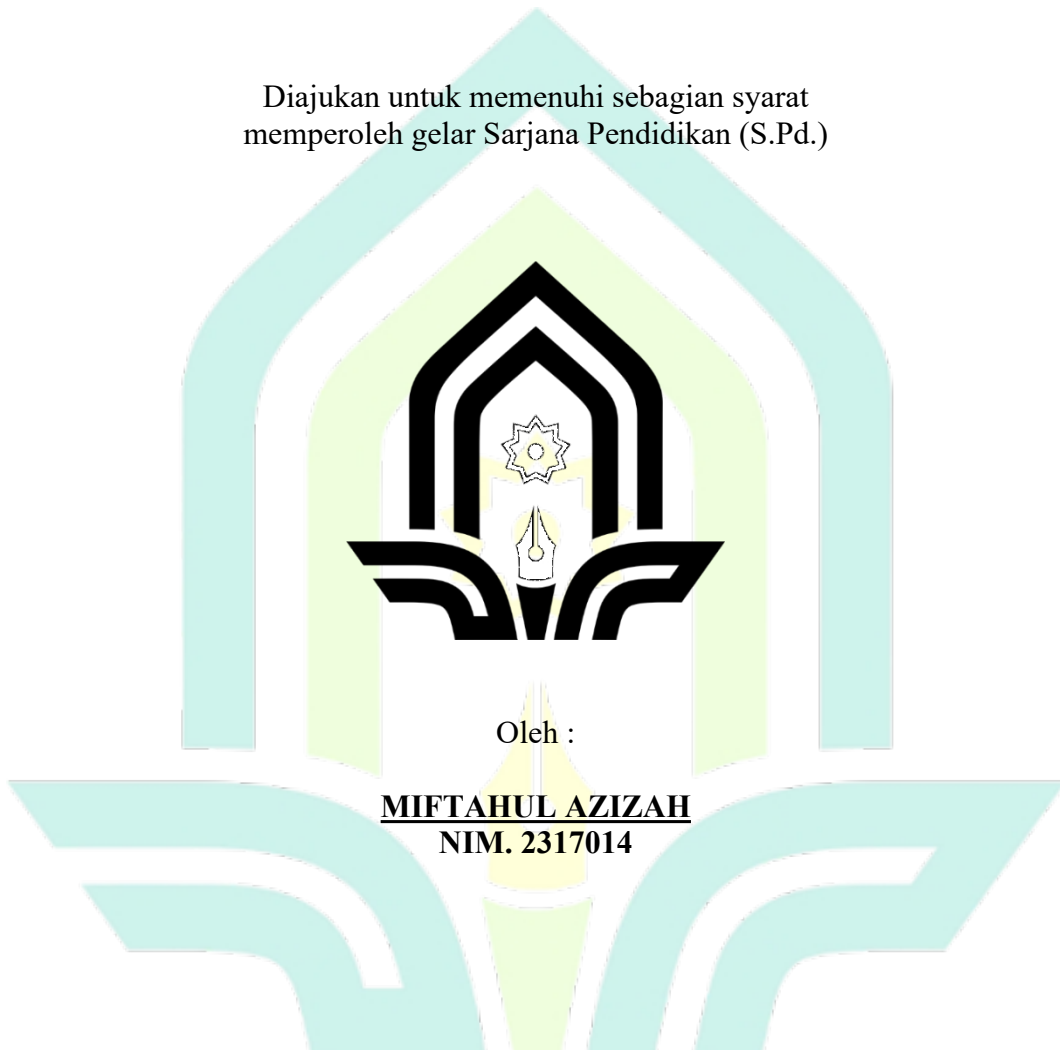 Diajukan untuk memenuhi sebagian syarat
memperoleh gelar Sarjana Pendidikan (S.Pd.)
Oleh :
MIFTAHUL AZIZAH
NIM. 2317014